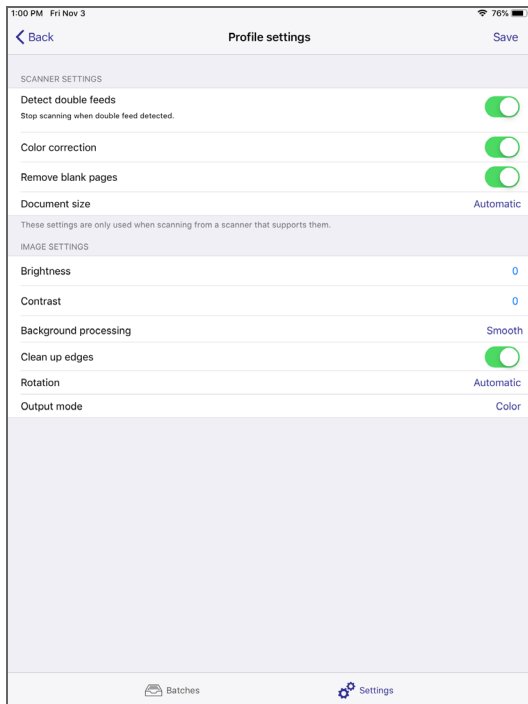 1:00 PM Fri Nov 3 76%
Back Profile settings Save
SCANNER SETTINGS
Detect double feeds
Stop scanning when double feed detected.
Color correction
Remove blank pages
Document size Automatic
These settings are only used when scanning from a scanner that supports them.
IMAGE SETTINGS
Brightness 0
Contrast 0
Background processing Smooth
Clean up edges
Rotation Automatic
Output mode Color
Batches Settings